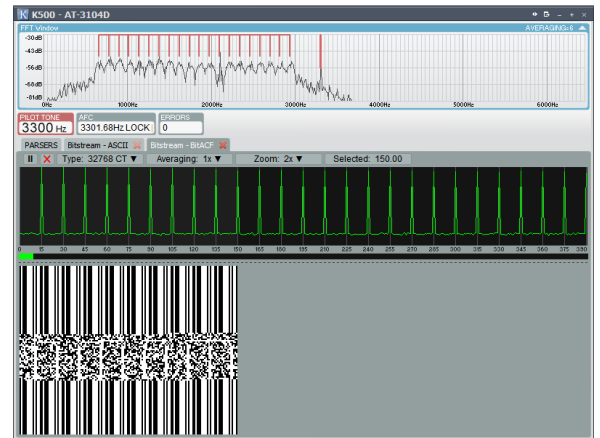 K500 - AT-3104D
FFT Window AVERAGING=6
-30dB
-43dB
-56dB
-68dB
-81dB
0Hz 1000Hz 2000Hz 3000Hz 4000Hz 5000Hz 6000Hz
PILOT TONE AFC ERRORS
3300 Hz 3301.68Hz LOCK 0
PARSERS Bitstream - ASCII Bitstream - BitACF
Type: 32768 CT ▼ Averaging: 1x ▼ Zoom: 2x ▼ Selected: 150.00
0 15 30 45 60 75 90 105 120 135 150 165 180 195 210 225 240 255 270 285 300 315 330 345 360 375 390